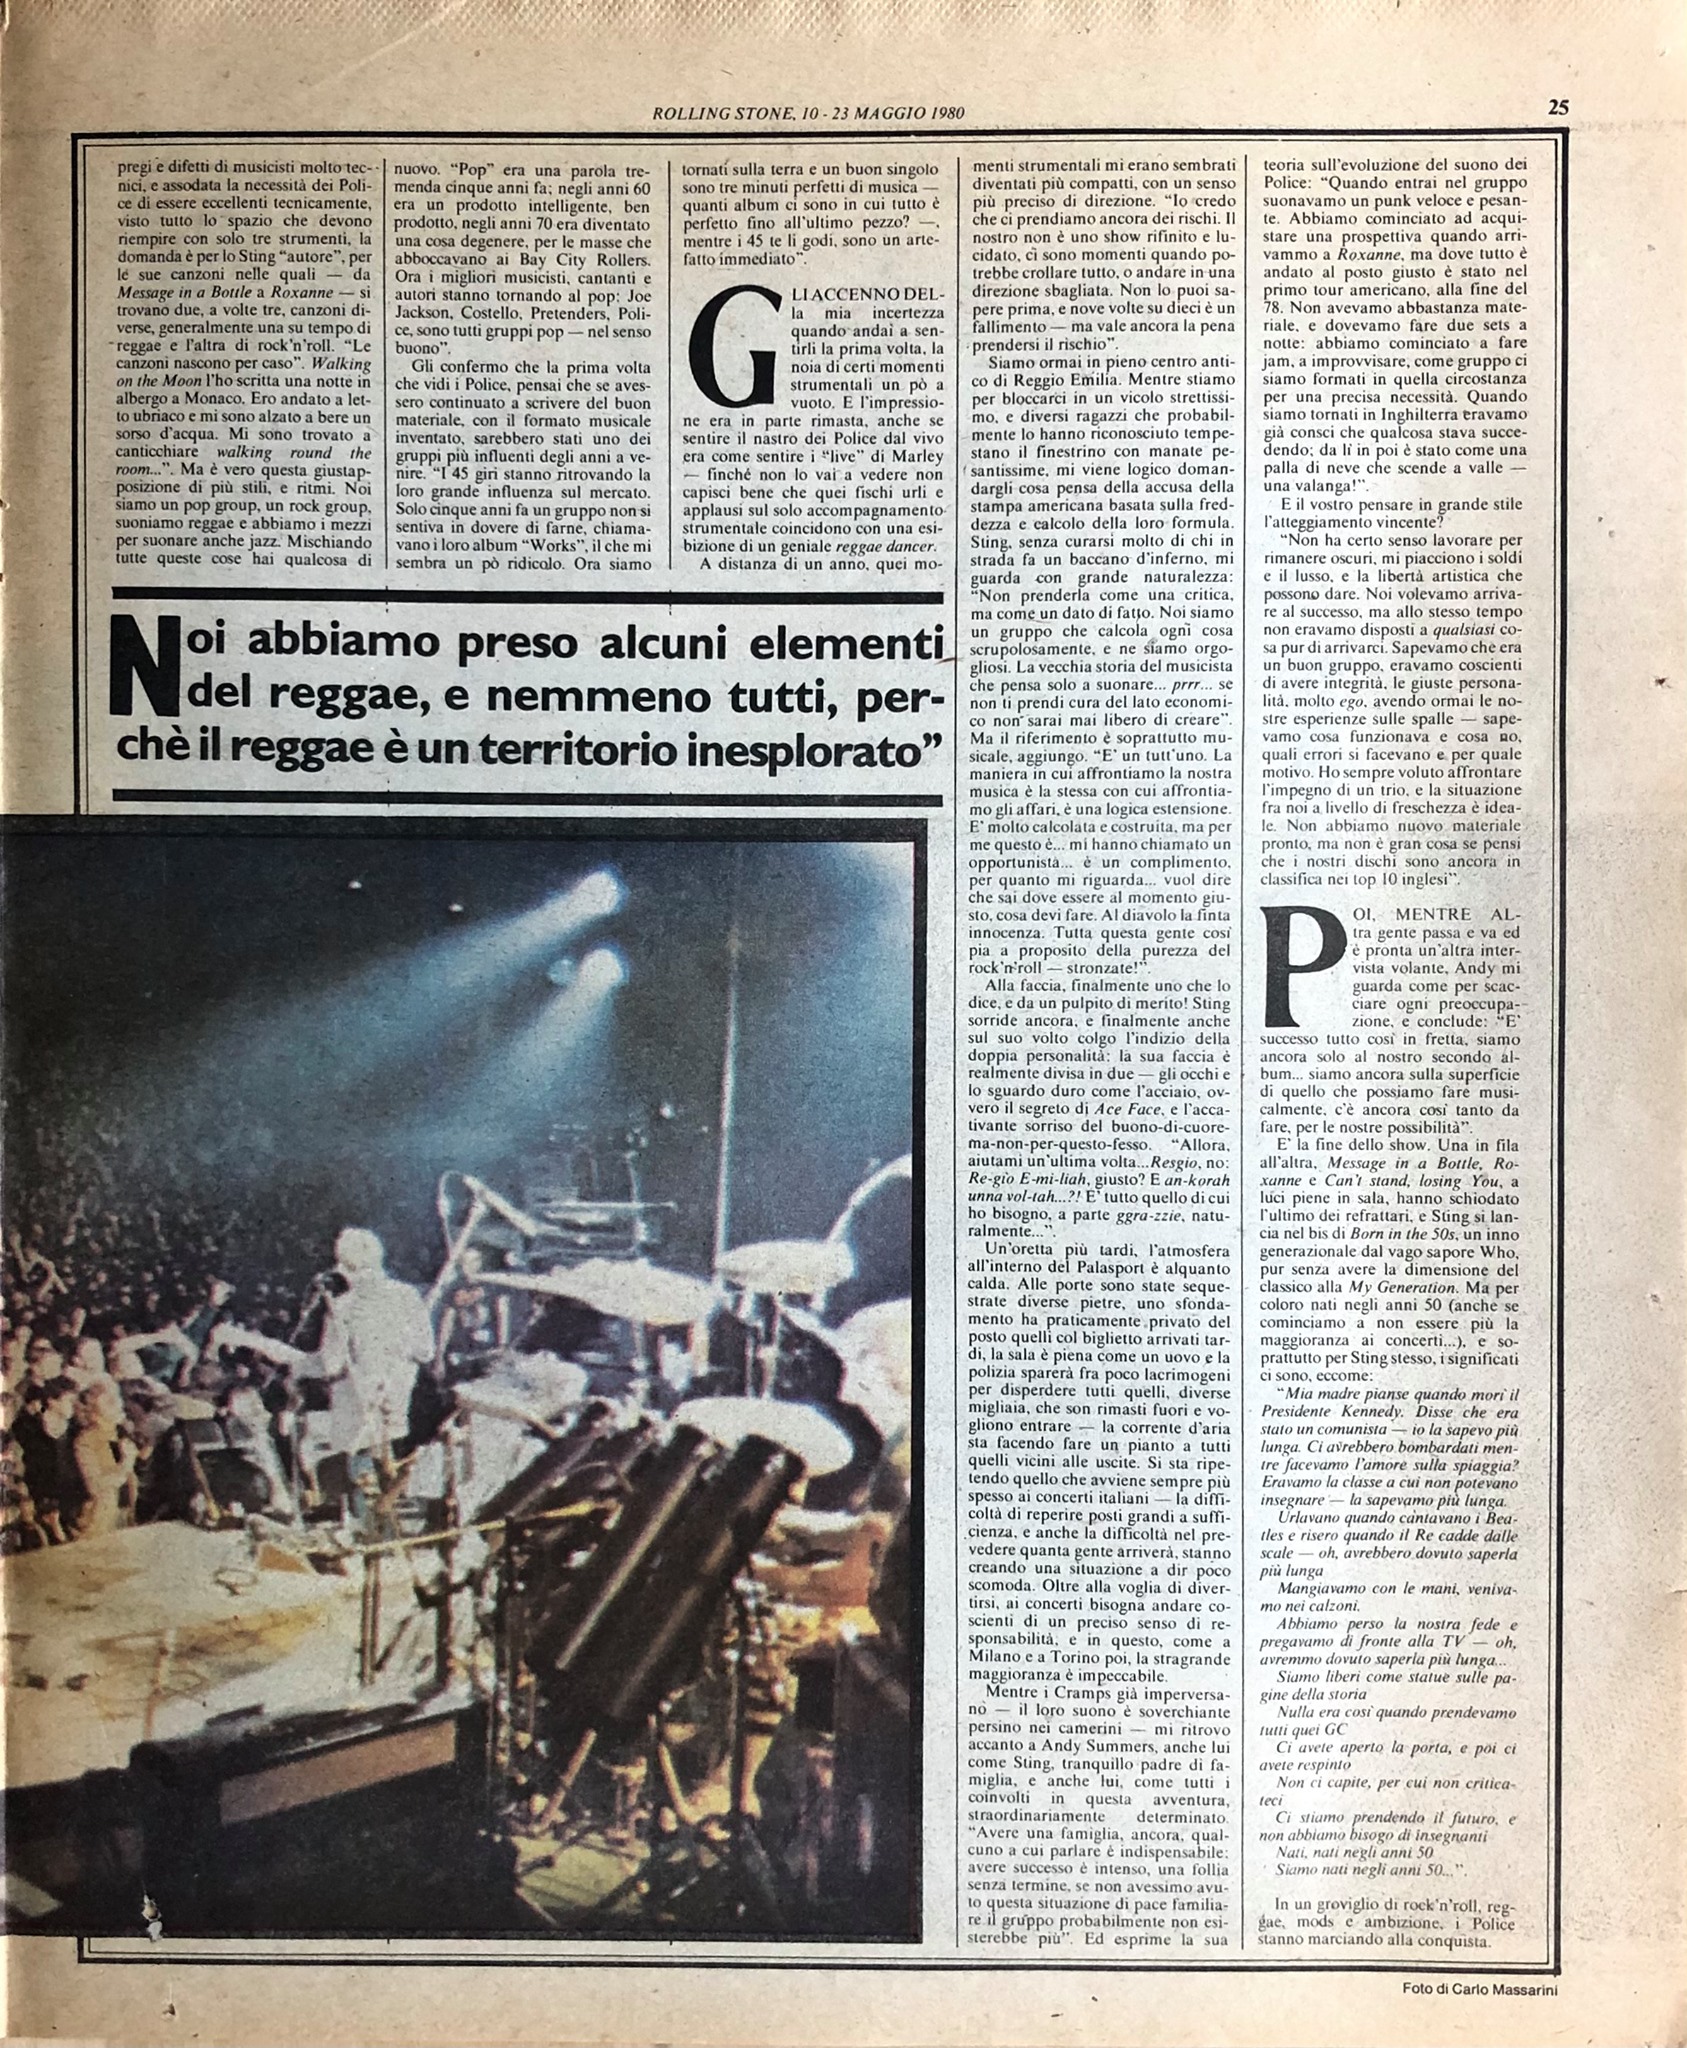 ROLLING STONE, 10 - 23 MAGGIO 1980
25
pregi e difetti di musicisti molto tec-
nici, e assodata la necessità dei Poli-
ce di essere eccellenti tecnicamente,
visto tutto lo spazio che devono
riempire con solo tre strumenti, la
domanda è per lo Sting "autore", per
le sue canzoni nelle quali — da
Message in a Bottle a Roxanne — si
trovano due, a volte tre, canzoni di-
verse, generalmente una su tempo di
reggae e l'altra di rock'n'roll. "Le
canzoni nascono per caso". Walking
on the Moon l'ho scritta una notte in
albergo a Monaco. Ero andato a let-
to ubriaco e mi sono alzato a bere un
sorso d'acqua. Mi sono trovato a
canticchiare walking round the
room...". Ma è vero questa giustap-
posizione di più stili, e ritmi. Noi
siamo un pop group, un rock group,
suoniamo reggae e abbiamo i mezzi
per suonare anche jazz. Mischiando
tutte queste cose hai qualcosa di
nuovo. "Pop" era una parola tre-
menda cinque anni fa; negli anni 60
era un prodotto intelligente, ben
prodotto, negli anni 70 era diventato
una cosa degenere, per le masse che
abboccavano ai Bay City Rollers.
Ora i migliori musicisti, cantanti e
autori stanno tornando al pop: Joe
Jackson, Costello, Pretenders, Poli-
ce, sono tutti gruppi pop — nel senso
buono".
Gli confermo che la prima volta
che vidi i Police, pensai che se aves-
sero continuato a scrivere del buon
materiale, con il formato musicale
inventato, sarebbero stati uno dei
gruppi più influenti degli anni a ve-
nire. "I 45 giri stanno ritrovando la
loro grande influenza sul mercato.
Solo cinque anni fa un gruppo non si
sentiva in dovere di farne, chiama-
vano i loro album "Works", il che mi
sembra un pò ridicolo. Ora siamo
tornati sulla terra e un buon singolo
sono tre minuti perfetti di musica —
quanti album ci sono in cui tutto è
perfetto fino all'ultimo pezzo? —,
mentre i 45 te li godi, sono un arte-
fatto immediato".
GLI ACCENNO DEL-
la mia incertezza
quando andai a sen-
tirli la prima volta, la
noia di certi momenti
strumentali un pò a
vuoto. E l'impressio-
ne era in parte rimasta, anche se
sentire il nastro dei Police dal vivo
era come sentire i "live" di Marley
— finchè non lo vai a vedere non
capisci bene che quei fischi urli e
applausi sul solo accompagnamento
strumentale coincidono con una esi-
bizione di un geniale reggae dancer.
A distanza di un anno, quei mo-
Noi abbiamo preso alcuni elementi
del reggae, e nemmeno tutti, per-
chè il reggae è un territorio inesplorato"
menti strumentali mi erano sembrati
diventati più compatti, con un senso
più preciso di direzione. "Io credo
che ci prendiamo ancora dei rischi. Il
nostro non è uno show rifinito e lu-
cidato, ci sono momenti quando po-
trebbe crollare tutto, o andare in una
direzione sbagliata. Non lo puoi sa-
pere prima, e nove volte su dieci è un
fallimento — ma vale ancora la pena
prendersi il rischio".
Siamo ormai in pieno centro anti-
co di Reggio Emilia. Mentre stiamo
per bloccarci in un vicolo strettissi-
mo, e diversi ragazzi che probabil-
mente lo hanno riconosciuto tempe-
stano il finestrino con manate pe-
santissime, mi viene logico doman-
dargli cosa pensa della accusa della
stampa americana basata sulla fred-
dezza e calcolo della loro formula.
Sting, senza curarsi molto di chi in
strada fa un baccano d'inferno, mi
guarda con grande naturalezza:
"Non prenderla come una critica,
ma come un dato di fatto. Noi siamo
un gruppo che calcola ogni cosa
scrupolosamente, e ne siamo orgo-
gliosi. La vecchia storia del musicista
che pensa solo a suonare... prrr... se
non ti prendi cura del lato economi-
co non sarai mai libero di creare".
Ma il riferimento è soprattutto mu-
sicale, aggiungo. "E' un tutt'uno. La
maniera in cui affrontiamo la nostra
musica è la stessa con cui affrontia-
mo gli affari, è una logica estensione.
E' molto calcolata e costruita, ma per
me questo è... mi hanno chiamato un
opportunista... è un complimento,
per quanto mi riguarda... vuol dire
che sai dove essere al momento giu-
sto, cosa devi fare. Al diavolo la finta
innocenza. Tutta questa gente così
pia a proposito della purezza del
rock'n'roll — stronzate!".
Alla faccia, finalmente uno che lo
dice, e da un pulpito di merito! Sting
sorride ancora, e finalmente anche
sul suo volto colgo l'indizio della
doppia personalità: la sua faccia è
realmente divisa in due — gli occhi e
lo sguardo duro come l'acciaio, ov-
vero il segreto di Ace Face, e l'acca-
tivante sorriso del buono-di-cuore-
ma-non-per-questo-fesso. "Allora,
aiutami un'ultima volta...Resgio, no:
Re-gio E-mi-liah, giusto? E an-korah
unna vol-tah...?! E' tutto quello di cui
ho bisogno, a parte ggra-zzie, natu-
ralmente...".
Un'oretta più tardi, l'atmosfera
all'interno del Palasport è alquanto
calda. Alle porte sono state seque-
strate diverse pietre, uno sfonda-
mento ha praticamente privato del
posto quelli col biglietto arrivati tar-
di, la sala è piena come un uovo e la
polizia sparerà fra poco lacrimogeni
per disperdere tutti quelli, diverse
migliaia, che son rimasti fuori e vo-
gliono entrare — la corrente d'aria
sta facendo fare un pianto a tutti
quelli vicini alle uscite. Si sta ripe-
tendo quello che avviene sempre più
spesso ai concerti italiani — la diffi-
coltà di reperire posti grandi a suffi-
cienza, e anche la difficoltà nel pre-
vedere quanta gente arriverà, stanno
creando una situazione a dir poco
scomoda. Oltre alla voglia di diver-
tirsi, ai concerti bisogna andare co-
scienti di un preciso senso di re-
sponsabilità; e in questo, come a
Milano e a Torino poi, la stragrande
maggioranza è impeccabile.
Mentre i Cramps già imperversa-
no — il loro suono è soverchiante
persino nei camerini — mi ritrovo
accanto a Andy Summers, anche lui
come Sting, tranquillo padre di fa-
miglia, e anche lui, come tutti i
coinvolti in questa avventura,
straordinariamente determinato.
"Avere una famiglia, ancora, qual-
cuno a cui parlare è indispensabile;
avere successo è intenso, una follia
senza termine, se non avessimo avu-
to questa situazione di pace familia-
re il gruppo probabilmente non esi-
sterebbe più". Ed esprime la sua
teoria sull'evoluzione del suono dei
Police: "Quando entrai nel gruppo
suonavamo un punk veloce e pesan-
te. Abbiamo cominciato ad acqui-
stare una prospettiva quando arri-
vammo a Roxanne, ma dove tutto è
andato al posto giusto è stato nel
primo tour americano, alla fine del
78. Non avevamo abbastanza mate-
riale, e dovevamo fare due sets a
notte: abbiamo cominciato a fare
jam, a improvvisare, come gruppo ci
siamo formati in quella circostanza
per una precisa necessità. Quando
siamo tornati in Inghilterra eravamo
già consci che qualcosa stava succe-
dendo; da lì in poi è stato come una
palla di neve che scende a valle —
una valanga!".
E il vostro pensare in grande stile
l'atteggiamento vincente?
"Non ha certo senso lavorare per
rimanere oscuri, mi piacciono i soldi
e il lusso, e la libertà artistica che
possono dare. Noi volevamo arriva-
re al successo, ma allo stesso tempo
non eravamo disposti a qualsiasi co-
sa pur di arrivarci. Sapevamo che era
un buon gruppo, eravamo coscienti
di avere integrità, le giuste persona-
lità, molto ego, avendo ormai le no-
stre esperienze sulle spalle — sape-
vamo cosa funzionava e cosa no,
quali errori si facevano e per quale
motivo. Ho sempre voluto affrontare
l'impegno di un trio, e la situazione
fra noi a livello di freschezza è idea-
le. Non abbiamo nuovo materiale
pronto, ma non è gran cosa se pensi
che i nostri dischi sono ancora in
classifica nei top 10 inglesi".
POI, MENTRE AL-
tra gente passa e va ed
è pronta un'altra inter-
vista volante, Andy mi
guarda come per scac-
ciare ogni preoccupa-
zione, e conclude: "E'
successo tutto così in fretta, siamo
ancora solo al nostro secondo al-
bum... siamo ancora sulla superficie
di quello che possiamo fare musi-
calmente, c'è ancora così tanto da
fare, per le nostre possibilità".
E' la fine dello show. Una in fila
all'altra, Message in a Bottle, Ro-
xanne e Can't stand, losing You, a
luci piene in sala, hanno schiodato
l'ultimo dei refrattari, e Sting si lan-
cia nel bis di Born in the 50s, un inno
generazionale dal vago sapore Who,
pur senza avere la dimensione del
classico alla My Generation. Ma per
coloro nati negli anni 50 (anche se
cominciamo a non essere più la
maggioranza ai concerti...), e so-
prattutto per Sting stesso, i significati
ci sono, eccome:
"Mia madre pianse quando morì il
Presidente Kennedy. Disse che era
stato un comunista — io la sapevo più
lunga. Ci avrebbero bombardati men-
tre facevamo l'amore sulla spiaggia?
Eravamo la classe a cui non potevano
insegnare — la sapevamo più lunga.
Urlavano quando cantavano i Bea-
tles e risero quando il Re cadde dalle
scale — oh, avrebbero dovuto saperla
più lunga
Mangiavamo con le mani, veniva-
mo nei calzoni.
Abbiamo perso la nostra fede e
pregavamo di fronte alla TV — oh,
avremmo dovuto saperla più lunga...
Siamo liberi come statue sulle pa-
gine della storia
Nulla era così quando prendevamo
tutti quei GC
Ci avete aperto la porta, e poi ci
avete respinto
Non ci capite, per cui non critica-
teci
Ci stiamo prendendo il futuro, e
non abbiamo bisogo di insegnanti
Nati, nati negli anni 50
Siamo nati negli anni 50...".
In un groviglio di rock'n'roll, reg-
gae, mods e ambizione, i Police
stanno marciando alla conquista.
Foto di Carlo Massarini